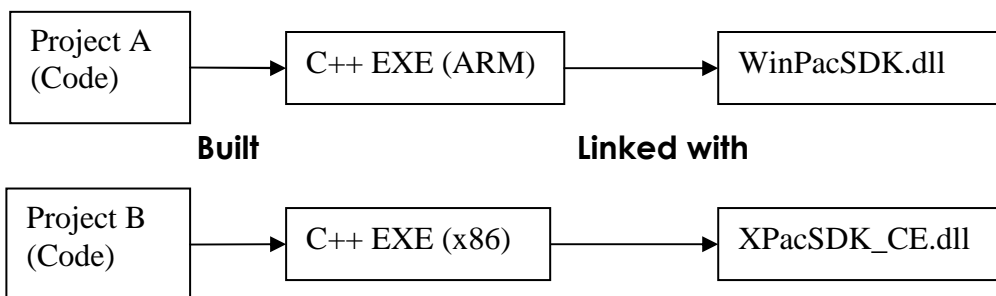 Project A
(Code)
C++ EXE (ARM)
WinPacSDK.dll
Built
Linked with
Project B
(Code)
C++ EXE (x86)
XPacSDK_CE.dll